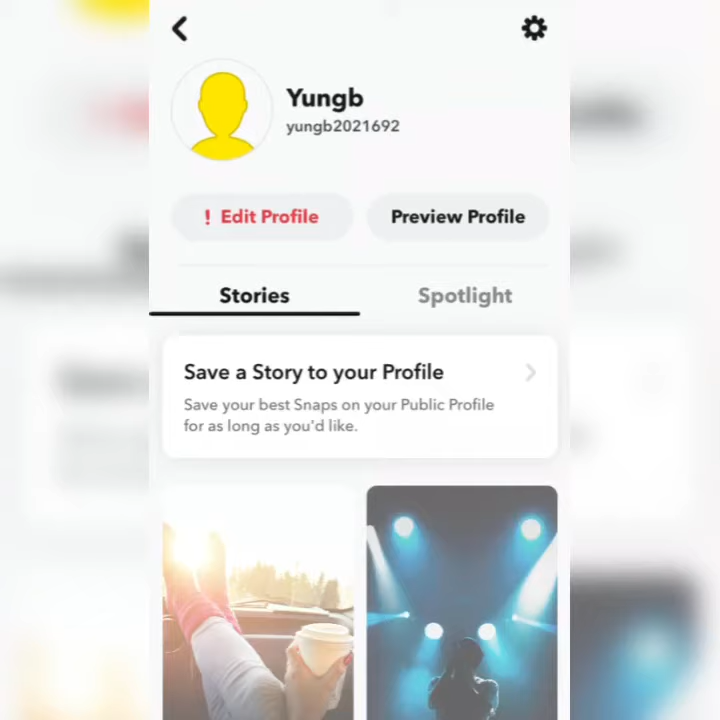 Yungb
yungb2021692
! Edit Profile
Preview Profile
Stories
Spotlight
Save a Story to your Profile
Save your best Snaps on your Public Profile
for as long as you'd like.